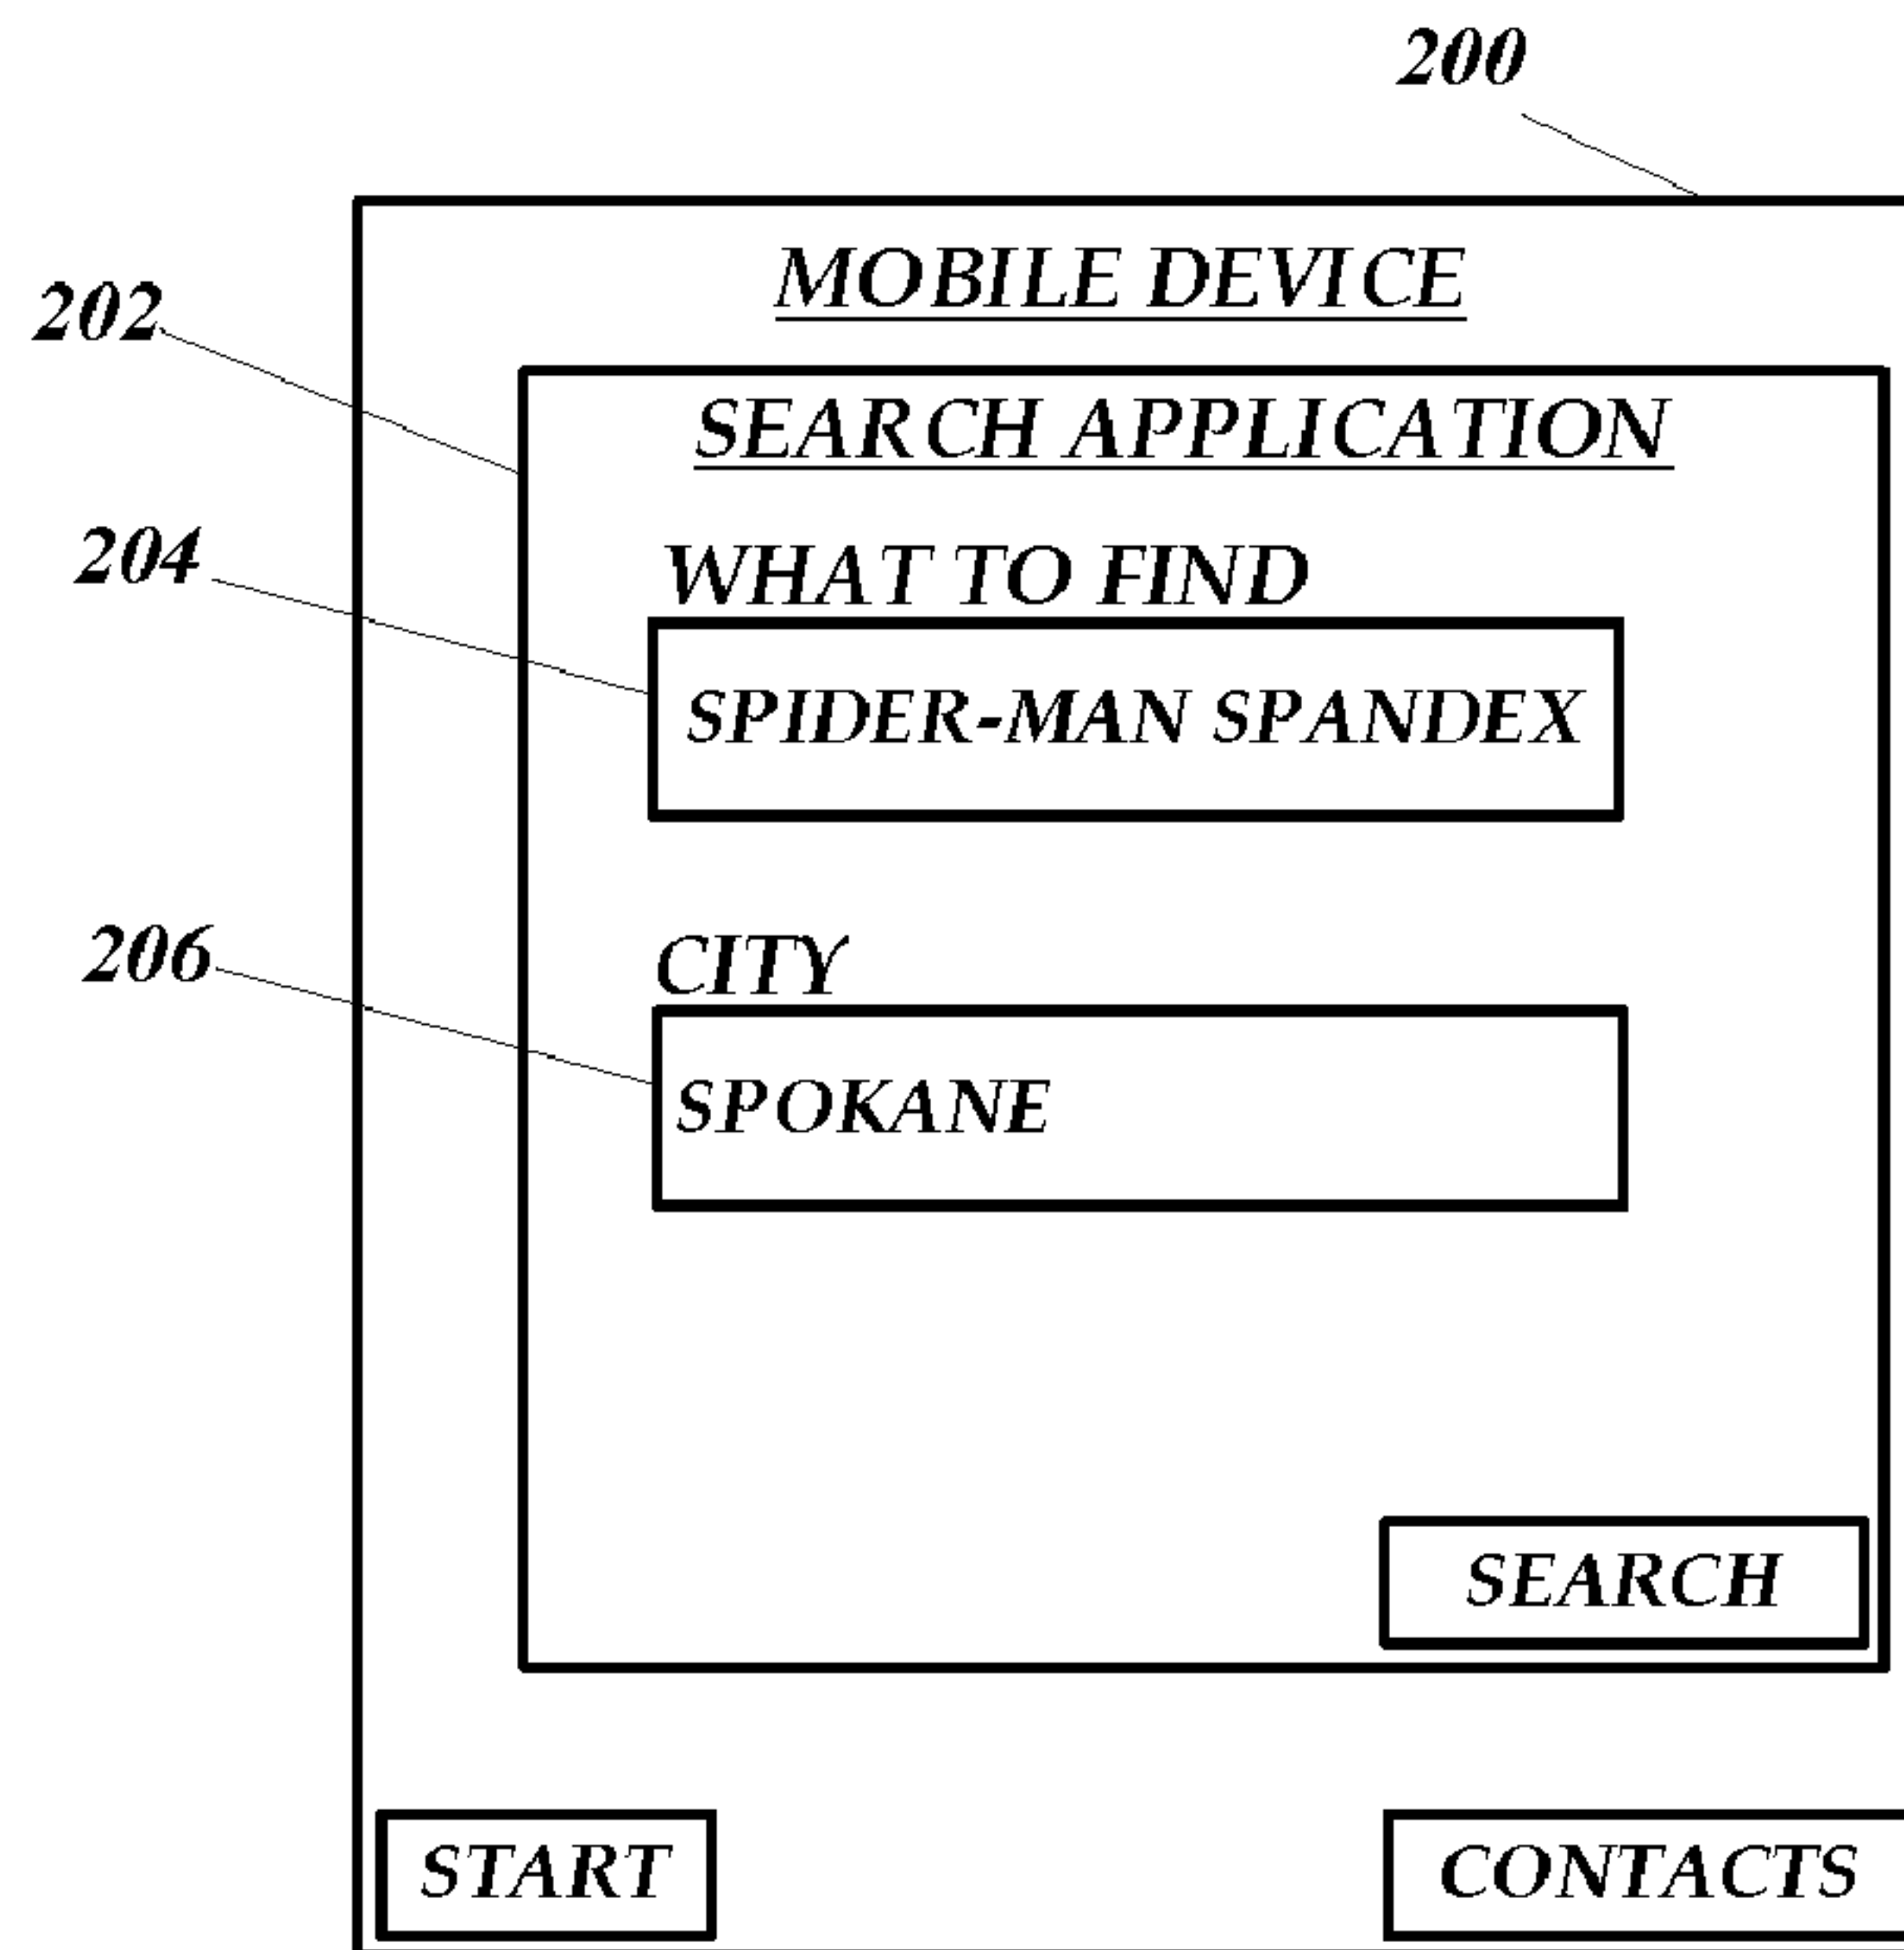 200
MOBILE DEVICE
202
SEARCH APPLICATION
204
WHAT TO FIND
SPIDER-MAN SPANDEX
206
CITY
SPOKANE
SEARCH
START
CONTACTS